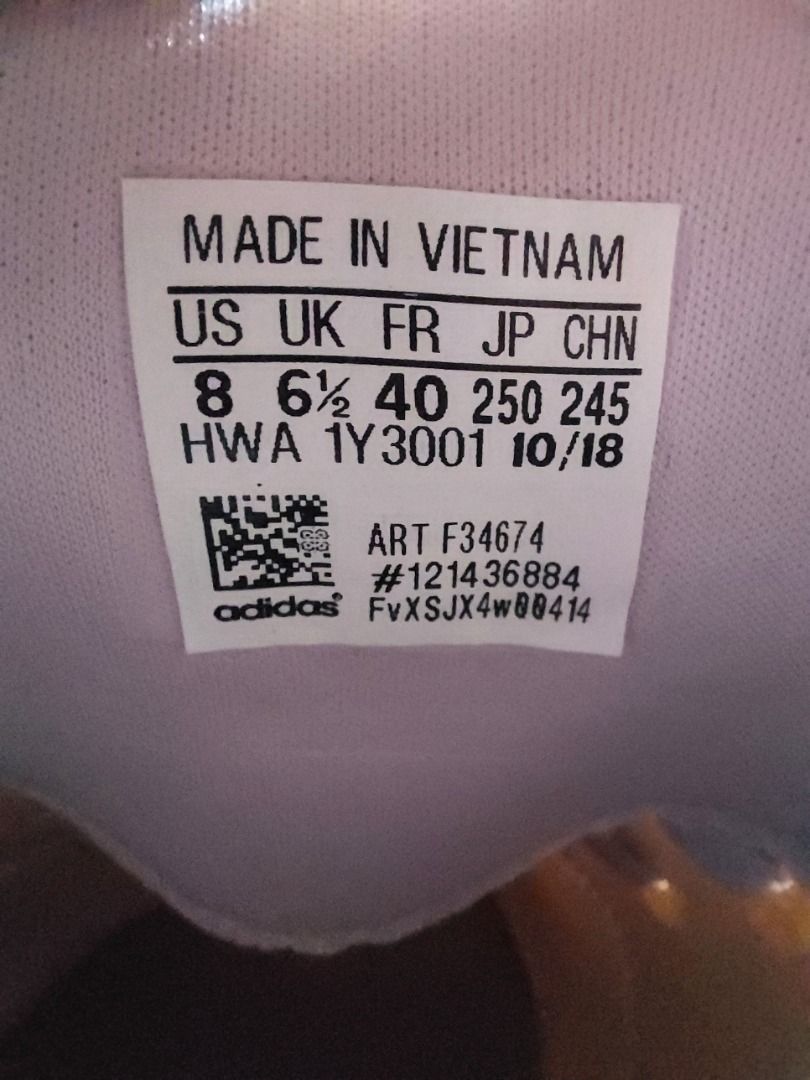 MADE IN VIETNAM
US UK FR JP CHN
8 6½ 40 250 245
HWA 1Y3001 10/18
ART F34674
#121436884
adidas® FvXSJX4w00414